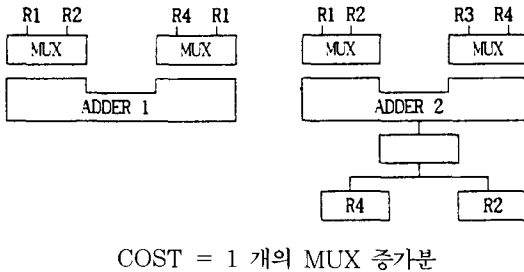 R1 R2 R4 R1 R1 R2 R3 R4
MUX MUX MUX MUX
ADDER 1 ADDER 2
R4 R2
COST = 1 개의 MUX 증가분